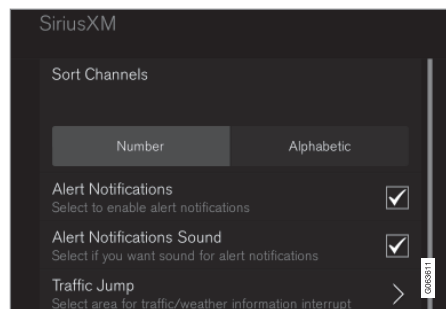 SiriusXM
Sort Channels
Number
Alphabetic
Alert Notifications
Select to enable alert notifications
Alert Notifications Sound
Select if you want sound for alert notifications
Traffic Jump
Select area for traffic/weather information interrupt
G063611